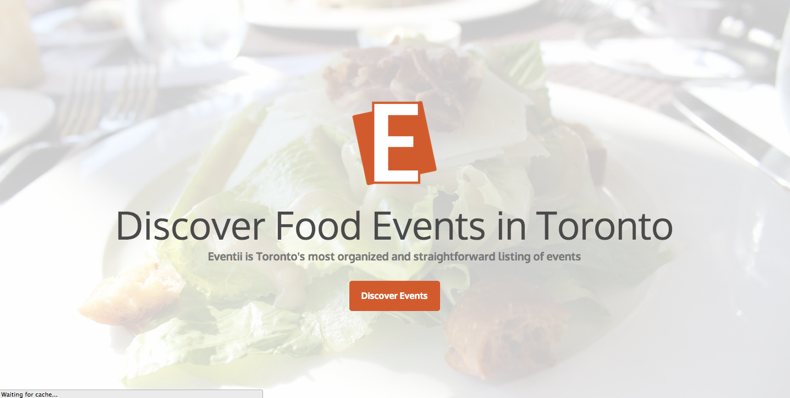 E
Discover Food Events in Toronto
Eventii is Toronto's most organized and straightforward listing of events
Discover Events
Waiting for cache...